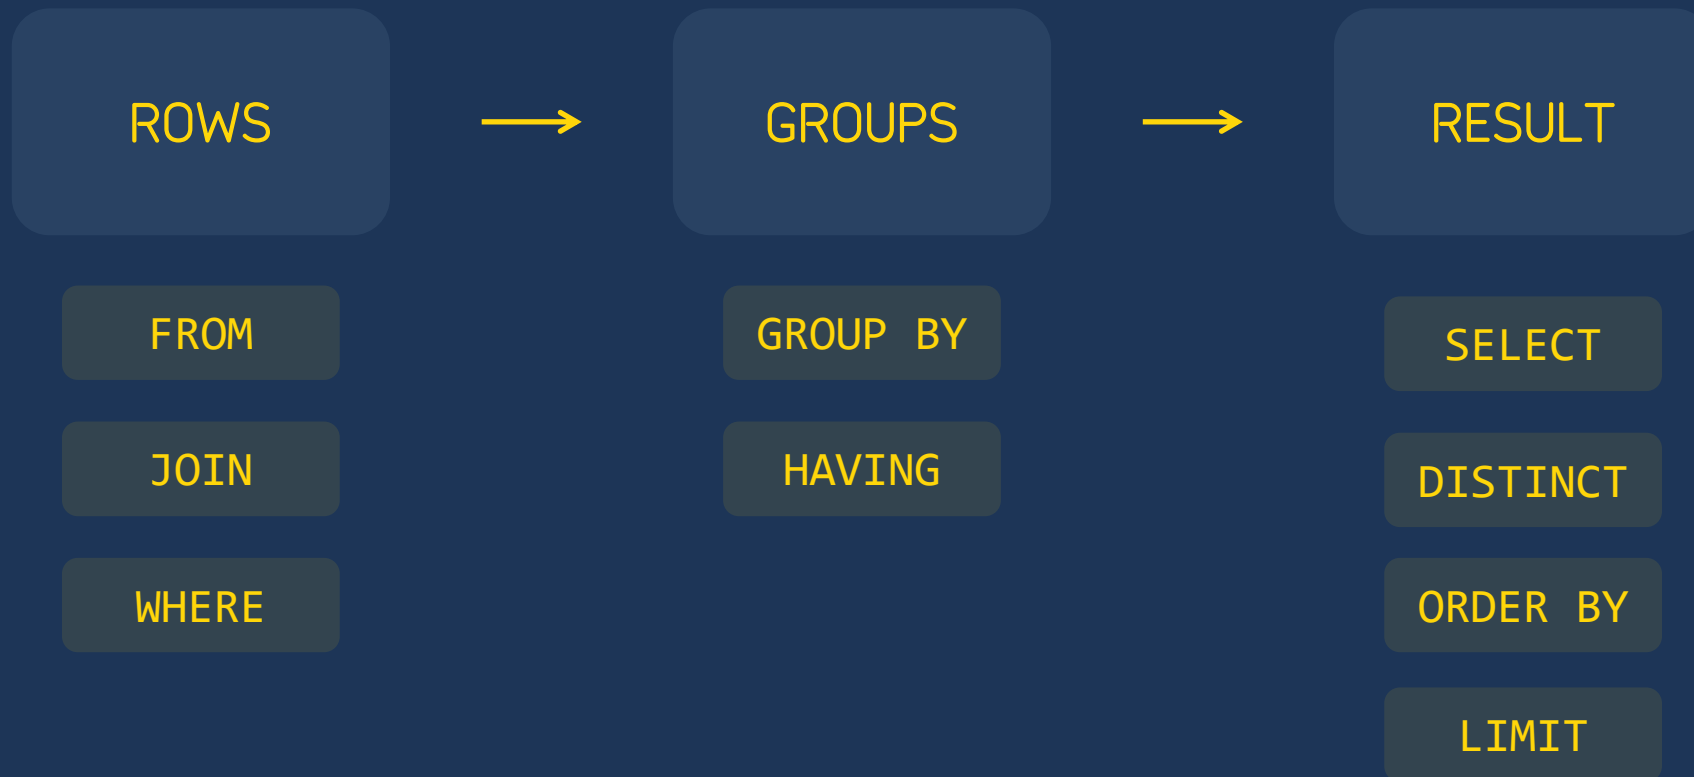 ROWS
GROUPS
RESULT
FROM
JOIN
WHERE
GROUP BY
HAVING
SELECT
DISTINCT
ORDER BY
LIMIT